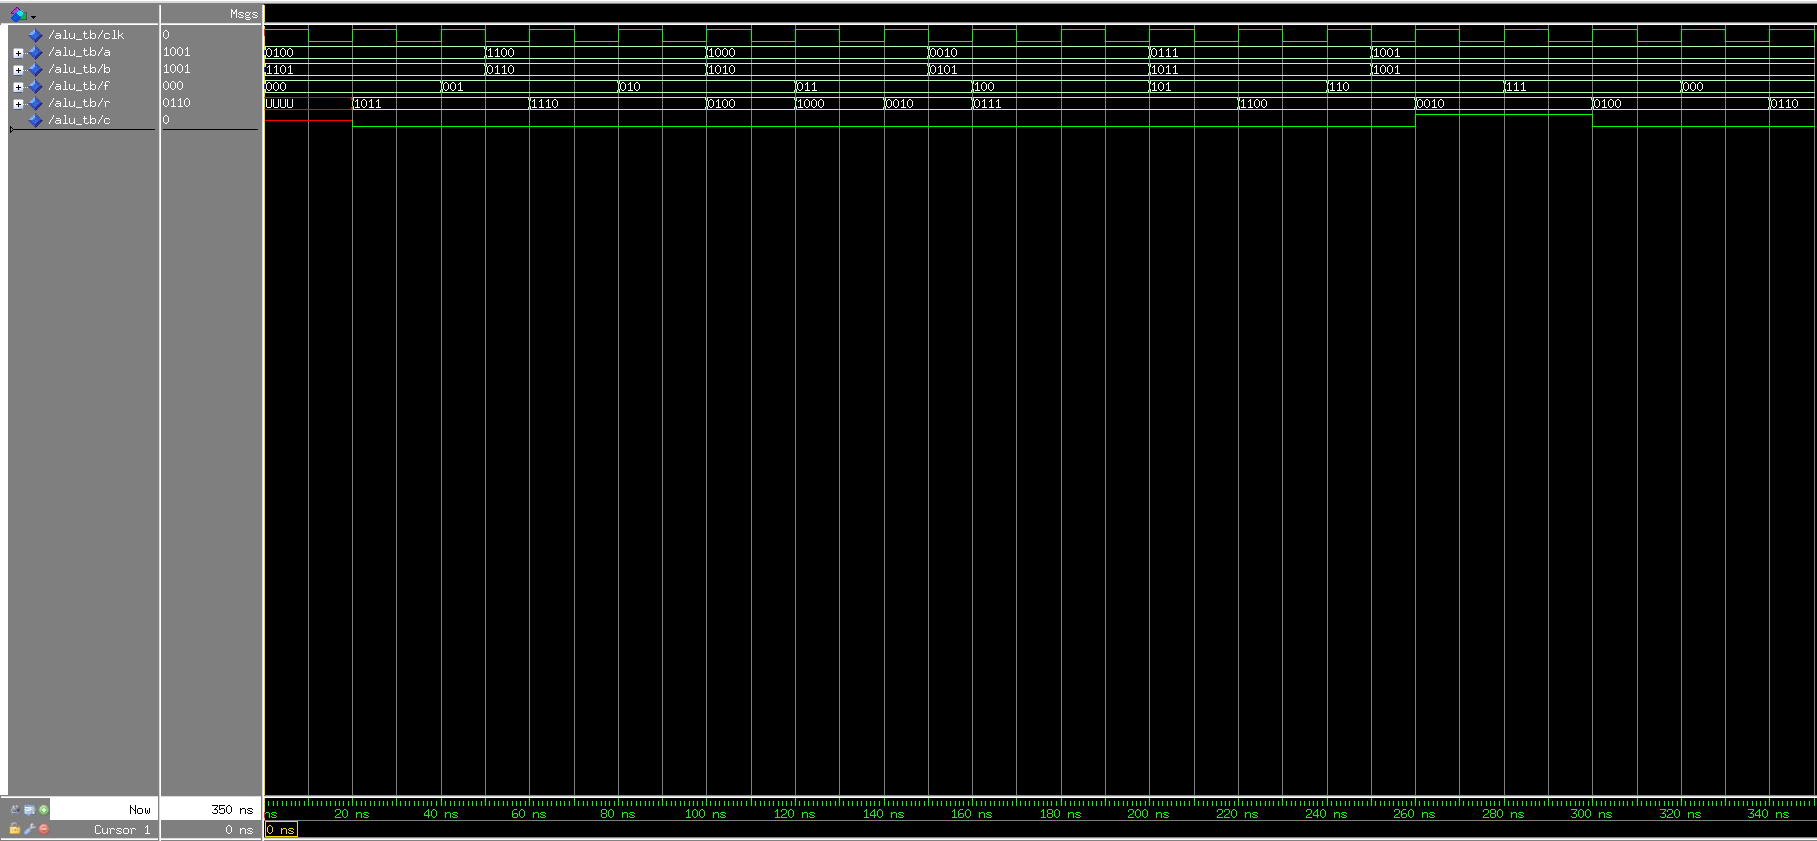 Msgs
/alu_tb/clk 0
/alu_tb/a 1001 0100 1100 1000 0010 0111 1001
/alu_tb/b 1001 1101 0110 1010 0101 1011 1001
/alu_tb/f 000 000 001 010 011 100 101 110 111 000
/alu_tb/r 0110 UUUU 1011 1110 0100 1000 0010 0111 1100 0010 0100 0110
/alu_tb/c 0
Now 350 ns ns 20 ns 40 ns 60 ns 80 ns 100 ns 120 ns 140 ns 160 ns 180 ns 200 ns 220 ns 240 ns 260 ns 280 ns 300 ns 320 ns 340 ns
Cursor 1 0 ns 0 ns